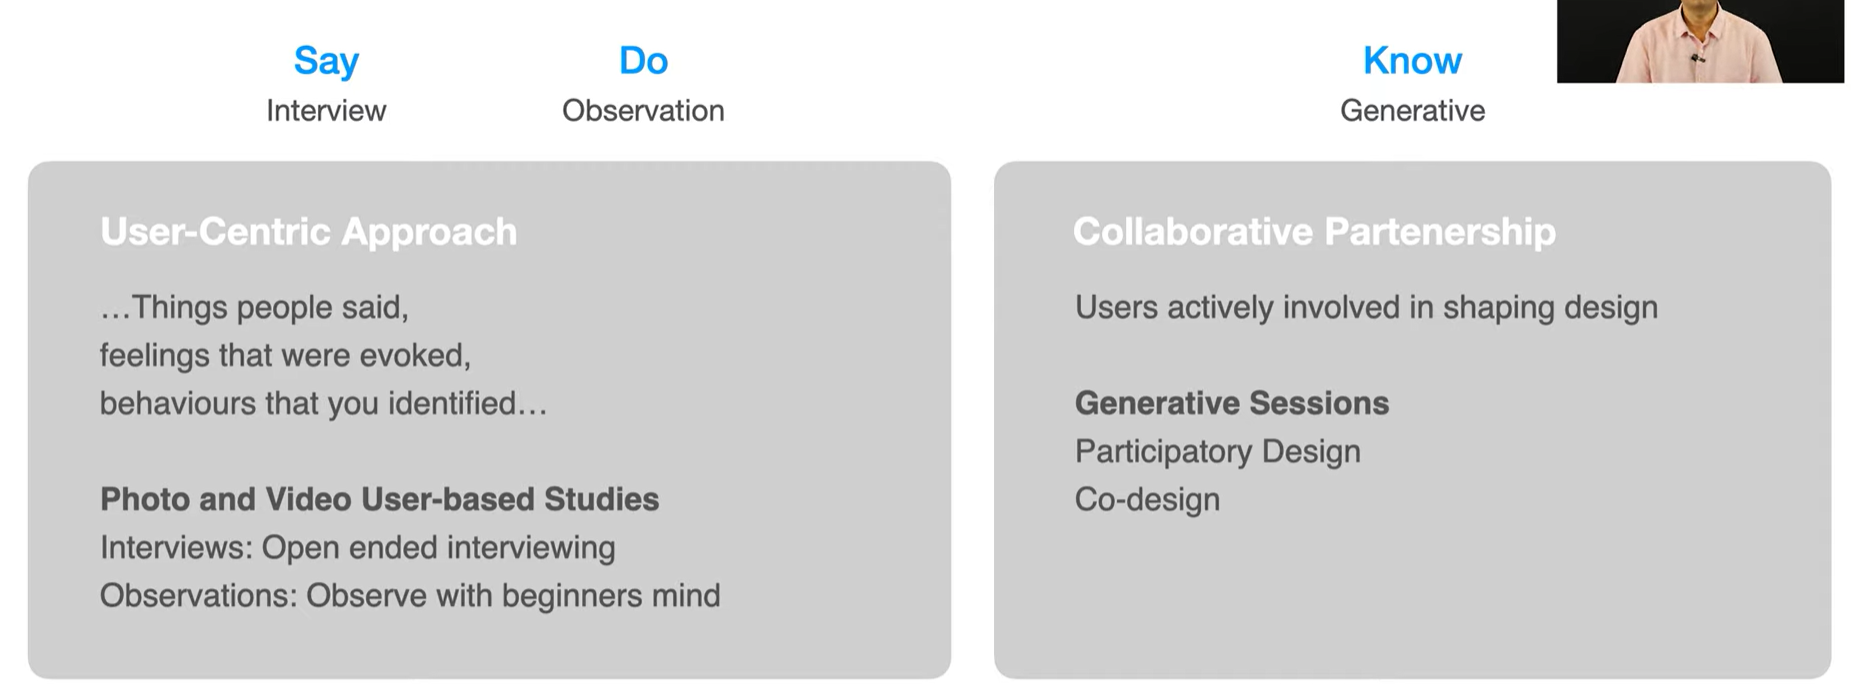 Say
Interview
Do
Observation
Know
Generative
User-Centric Approach
…Things people said,
feelings that were evoked,
behaviours that you identified…
Photo and Video User-based Studies
Interviews: Open ended interviewing
Observations: Observe with beginners mind
Collaborative Partenership
Users actively involved in shaping design
Generative Sessions
Participatory Design
Co-design